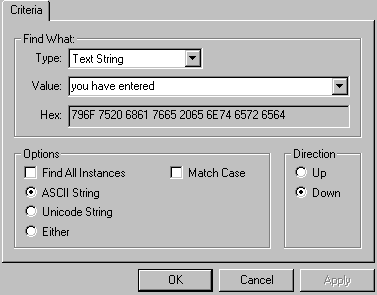 Criteria
Find What:
Type: Text String
Value: you have entered
Hex: 796F 7520 6861 7665 2065 6E74 6572 6564
Options
Find All Instances Match Case
ASCII String
Unicode String
Either
Direction
Up
Down
OK Cancel Apply